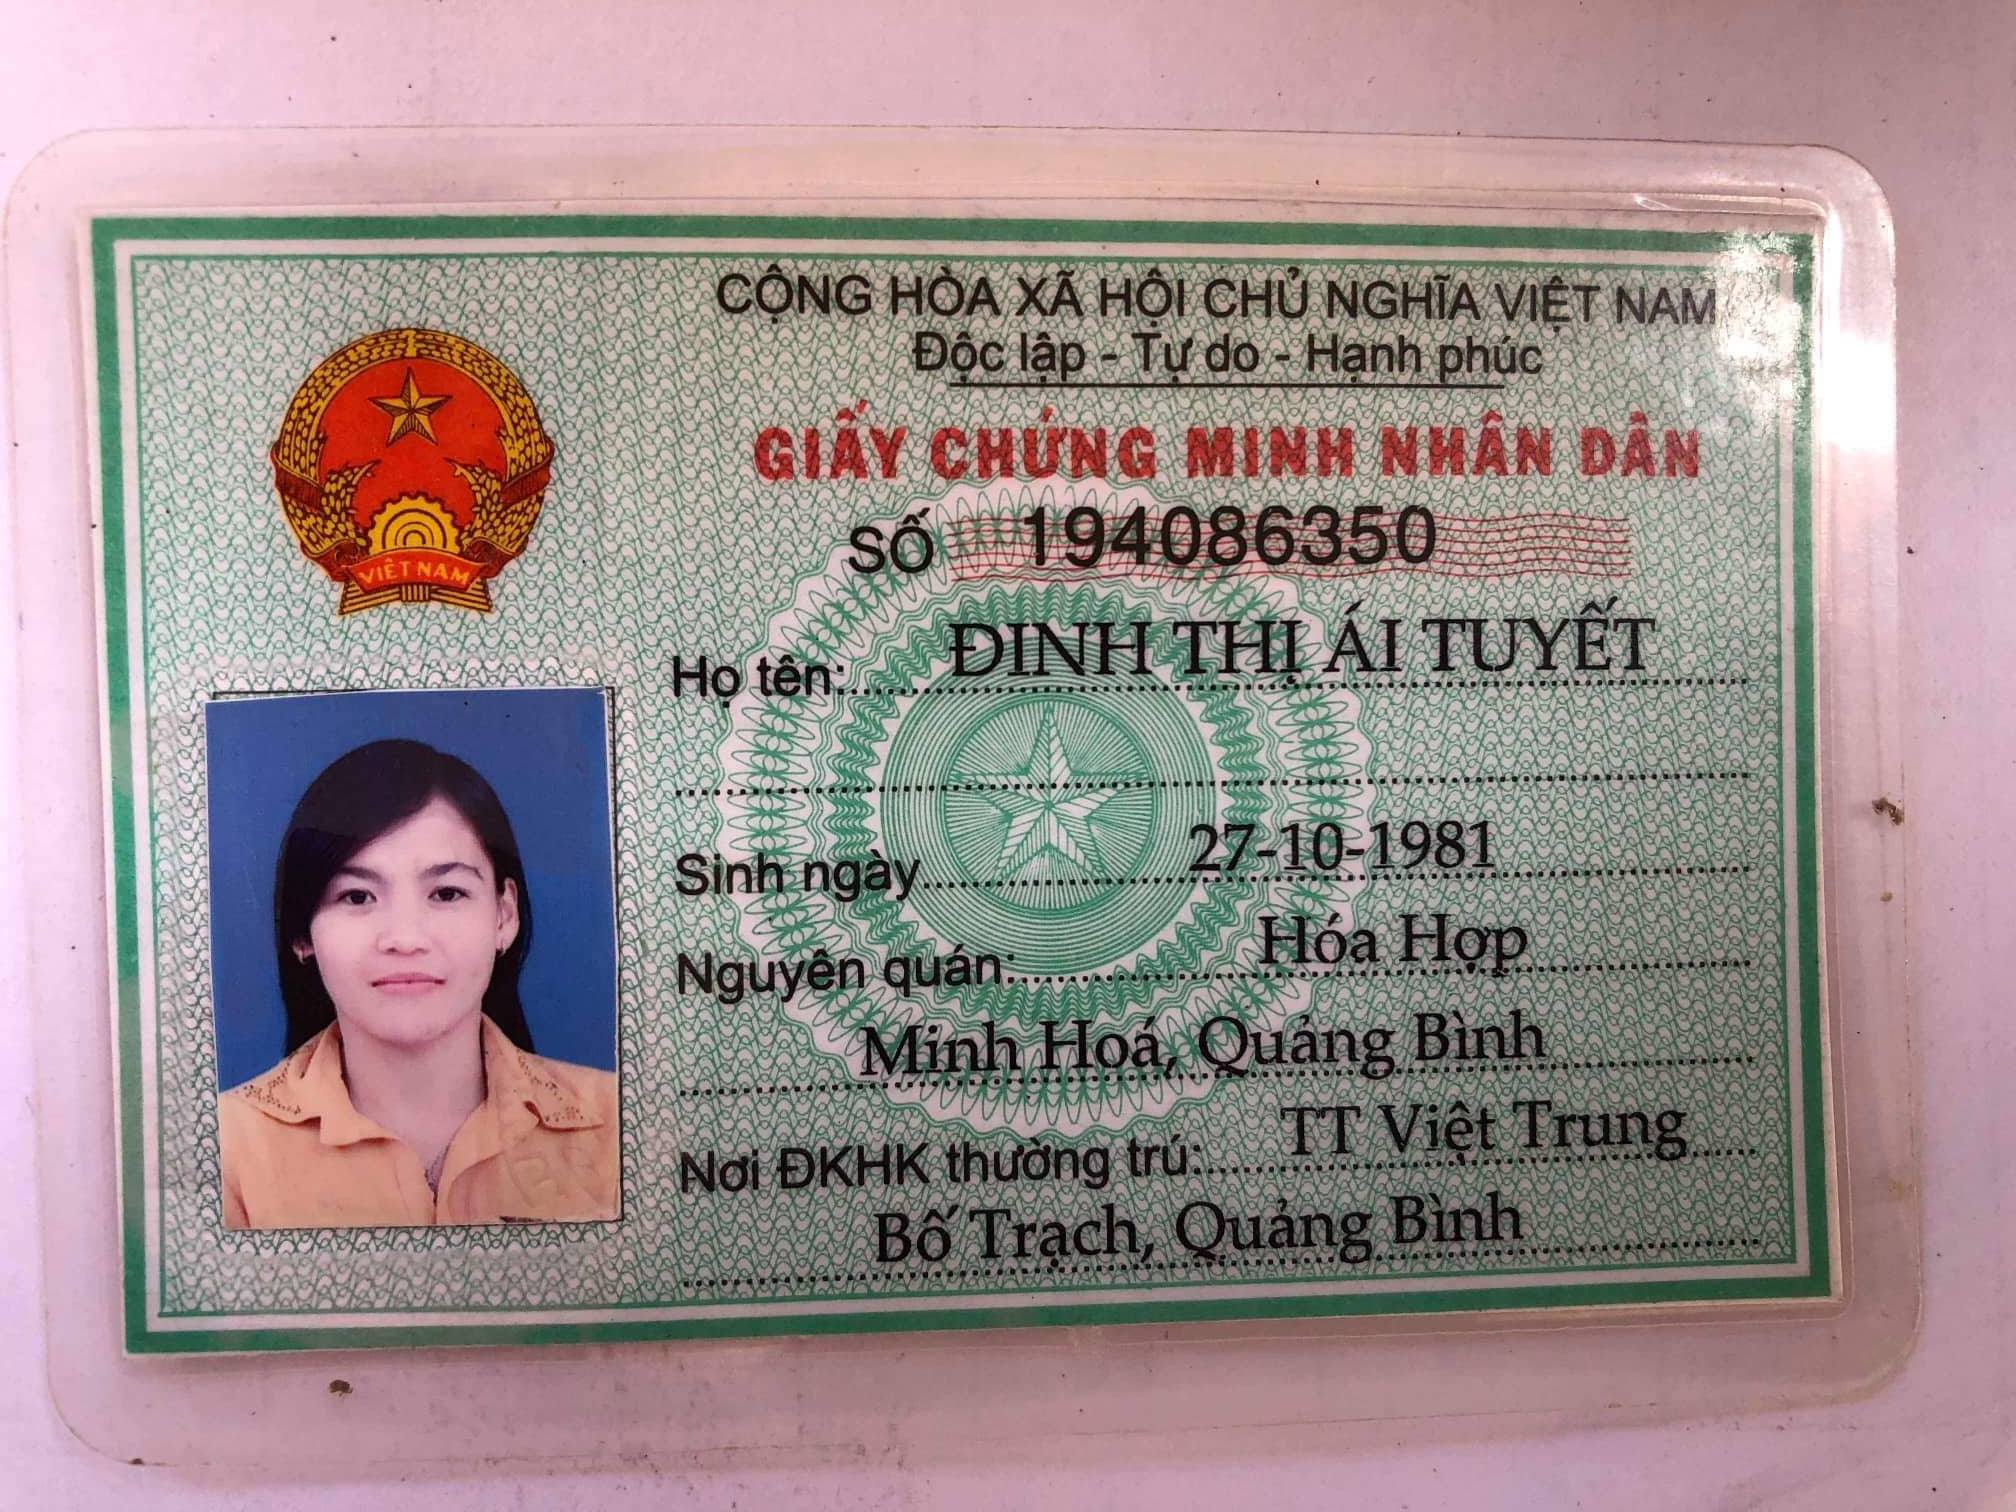 CỘNG HÒA XÃ HỘI CHỦ NGHĨA VIỆT NAM
Độc lập - Tự do - Hạnh phúc
GIẤY CHỨNG MINH NHÂN DÂN
SỐ 194086350
VIỆT NAM
Họ tên: ĐINH THỊ ÁI TUYẾT
Sinh ngày 27-10-1981
Nguyên quán: Hóa Hợp
Minh Hoá, Quảng Bình
Nơi ĐKHK thường trú: TT Việt Trung
Bố Trạch, Quảng Bình